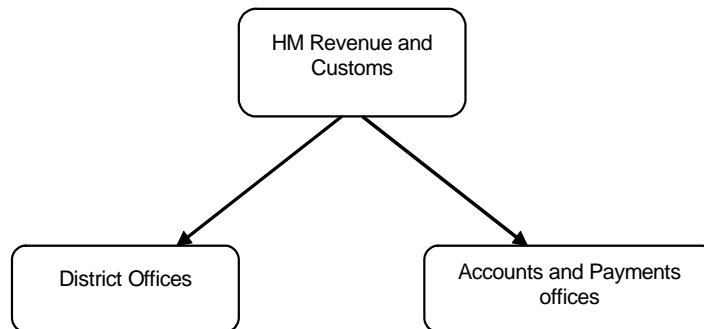 HM Revenue and
Customs
District Offices
Accounts and Payments
offices